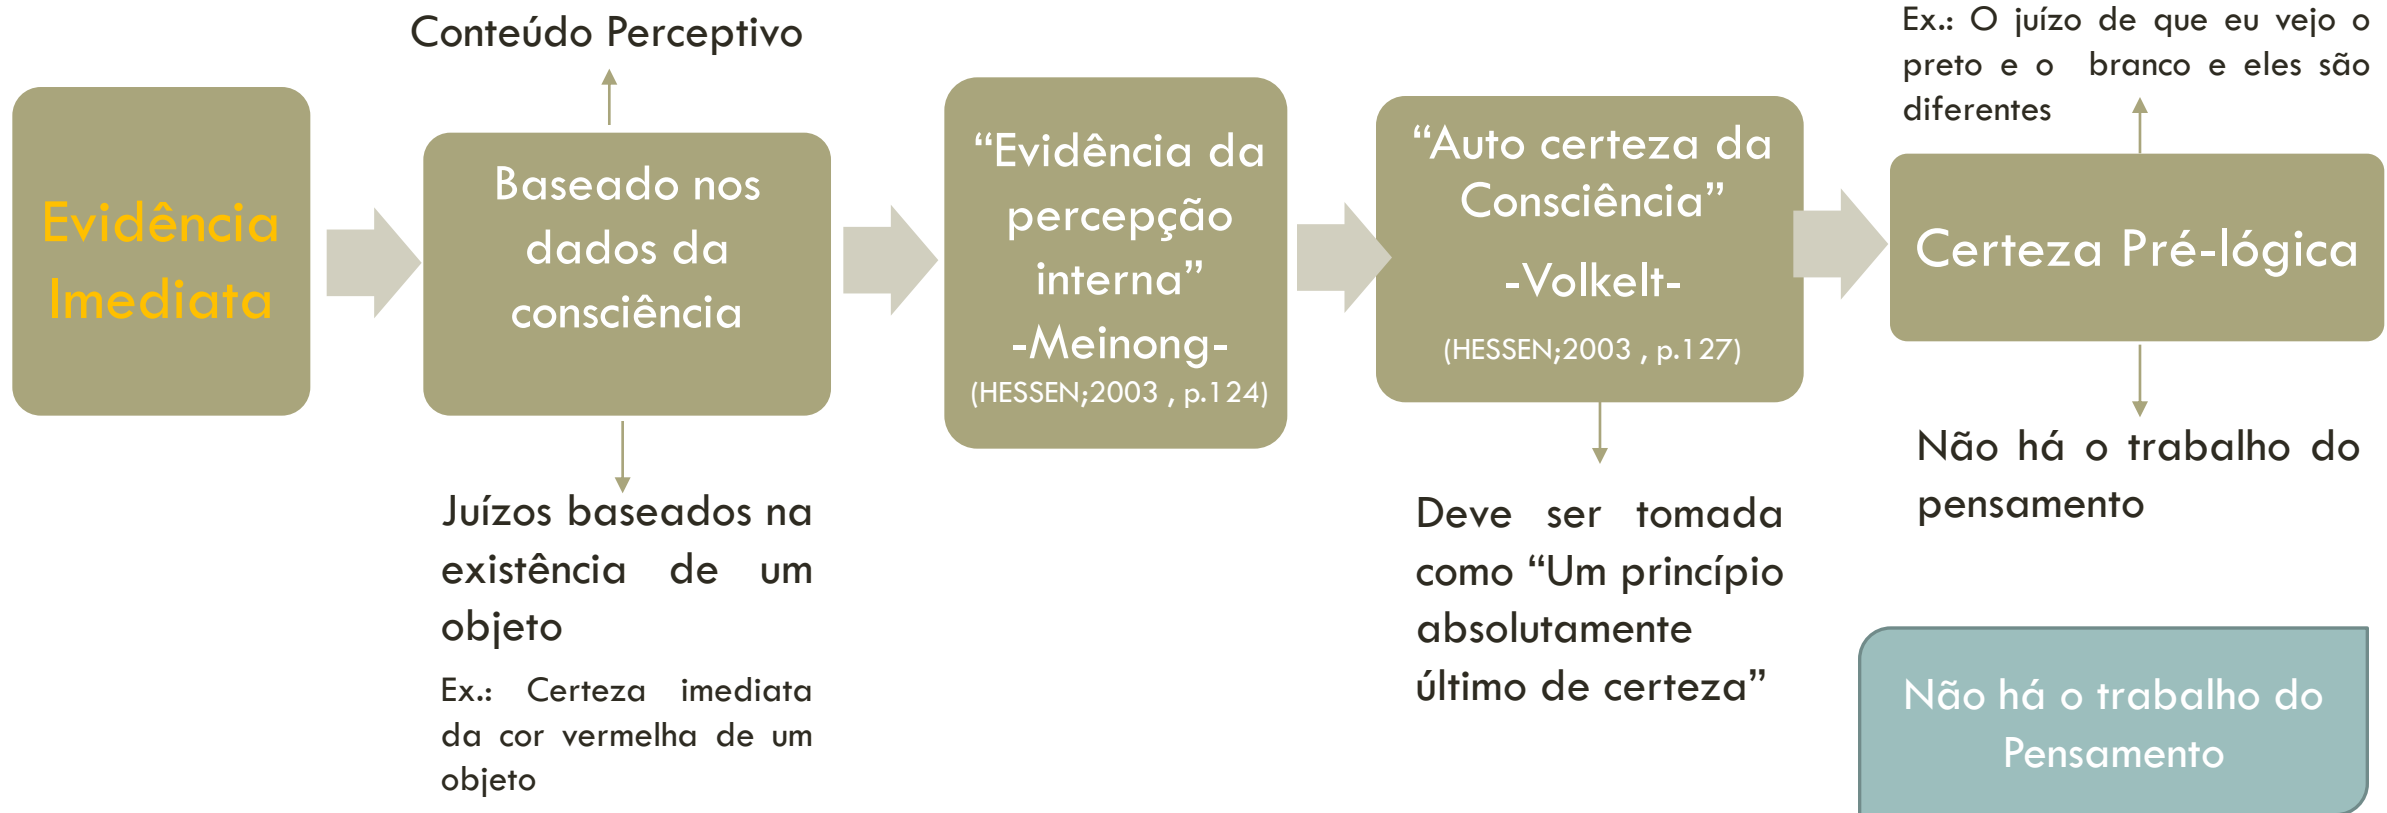 Evidência
Imediata
Conteúdo Perceptivo
Baseado nos
dados da
consciência
Juízos baseados na
existência de um
objeto
Ex.: Certeza imediata
da cor vermelha de um
objeto
“Evidência da
percepção
interna”
-Meinong-
(HESSEN;2003 , p.124)
“Auto certeza da
Consciência”
-Volkelt-
(HESSEN;2003 , p.127)
Deve ser tomada
como “Um princípio
absolutamente
último de certeza”
Ex.: O juízo de que eu vejo o
preto e o branco e eles são
diferentes
Certeza Pré-lógica
Não há o trabalho do
pensamento
Não há o trabalho do
Pensamento